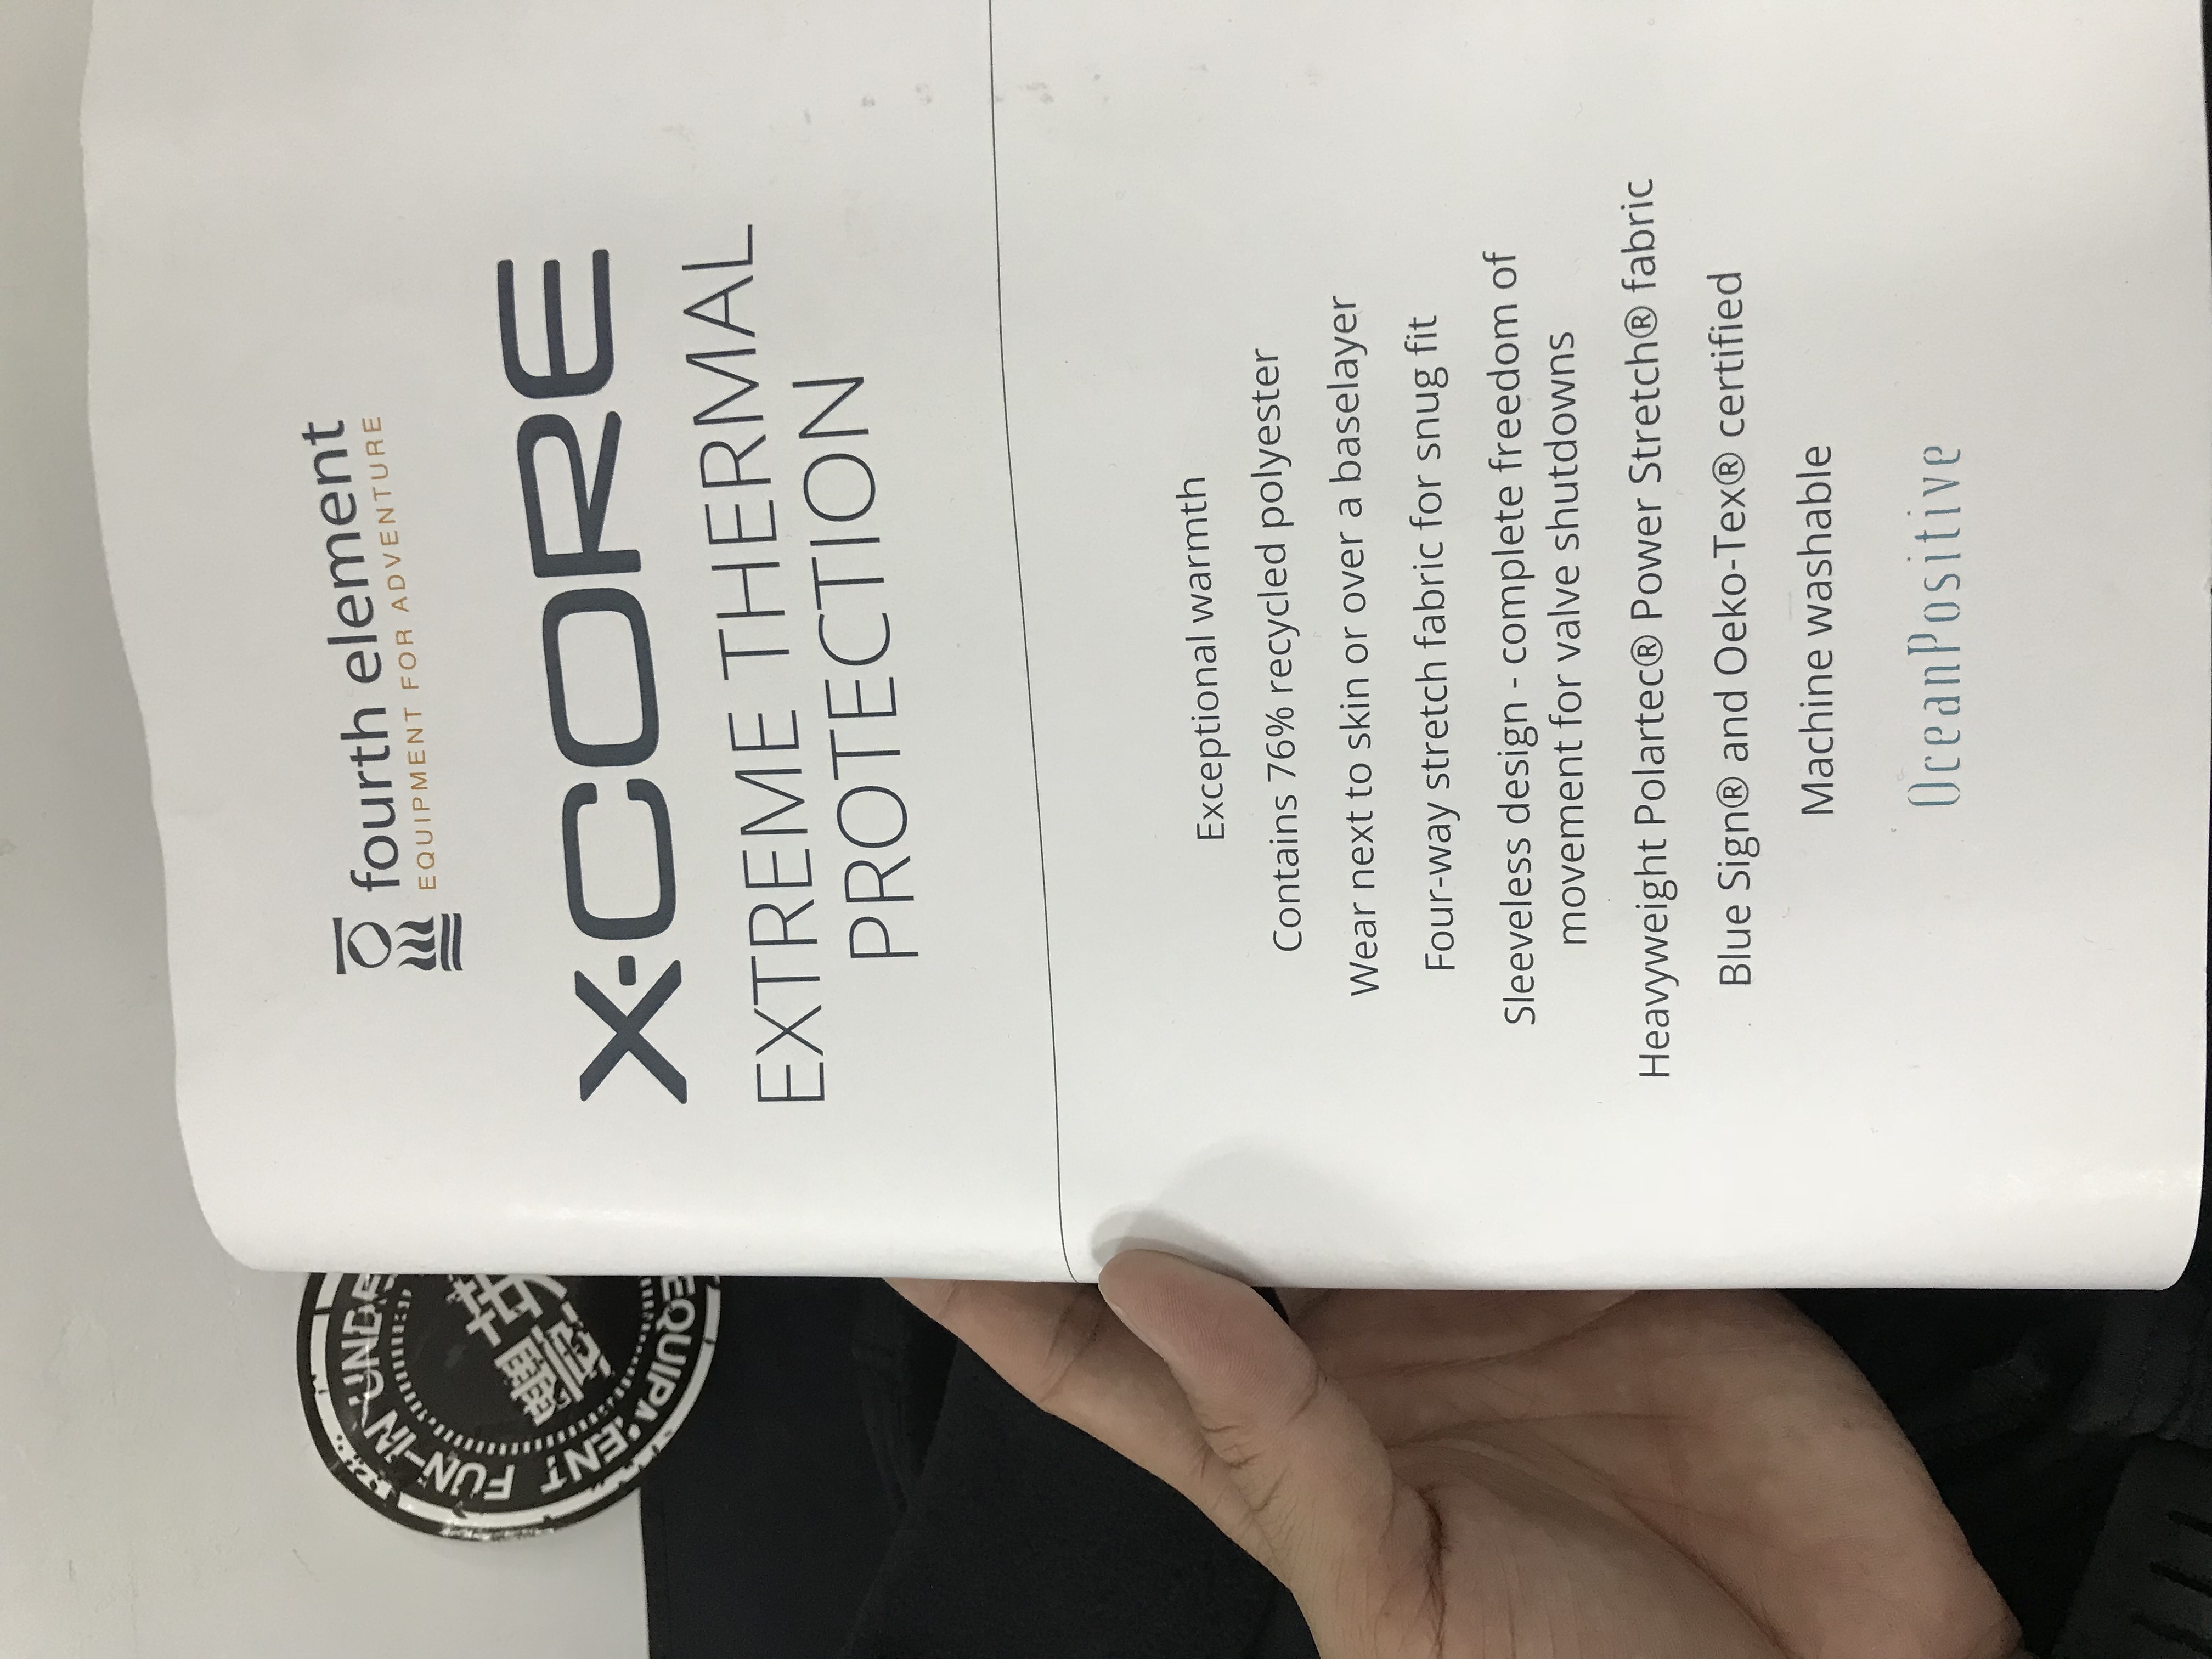 fourth element
EQUIPMENT FOR ADVENTURE
X-CORE
EXTREME THERMAL
PROTECTION
Exceptional warmth
Contains 76% recycled polyester
Wear next to skin or over a baselayer
Four-way stretch fabric for snug fit
Sleeveless design - complete freedom of
movement for valve shutdowns
Heavyweight Polartec® Power Stretch® fabric
Blue Sign® and Oeko-Tex® certified
Machine washable
OceanPositive
FUN-IN
EQUIPMENT